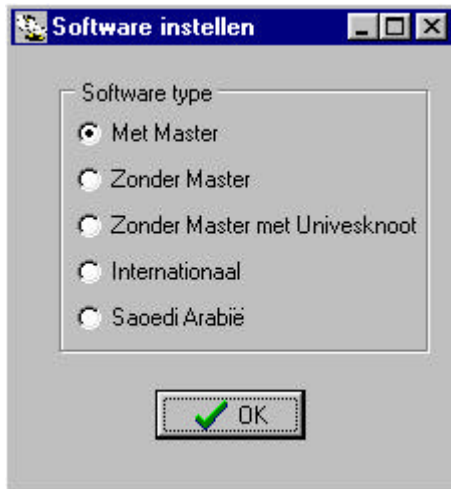 Software instellen
Software type
Met Master
Zonder Master
Zonder Master met Univesknoot
Internationaal
Saoedi Arabië
OK